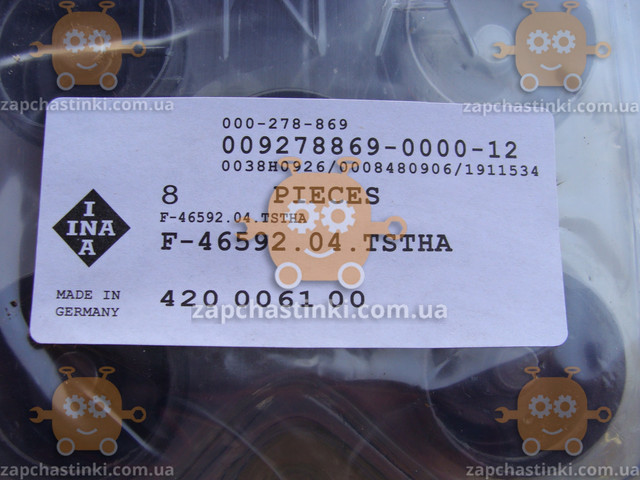 zapchastinki.com.ua
zapchastinki.com.ua
000-278-869
009278869-0000-12
0038H0926/0008480906/1911534
8 PIECES
F-46592.04.TSTHA
F-46592.04.TSTHA
I
INA
A
MADE IN
GERMANY
420 0061 00
zapchastinki.com.ua
zapchastinki.com.ua
zapchastinki.com.ua